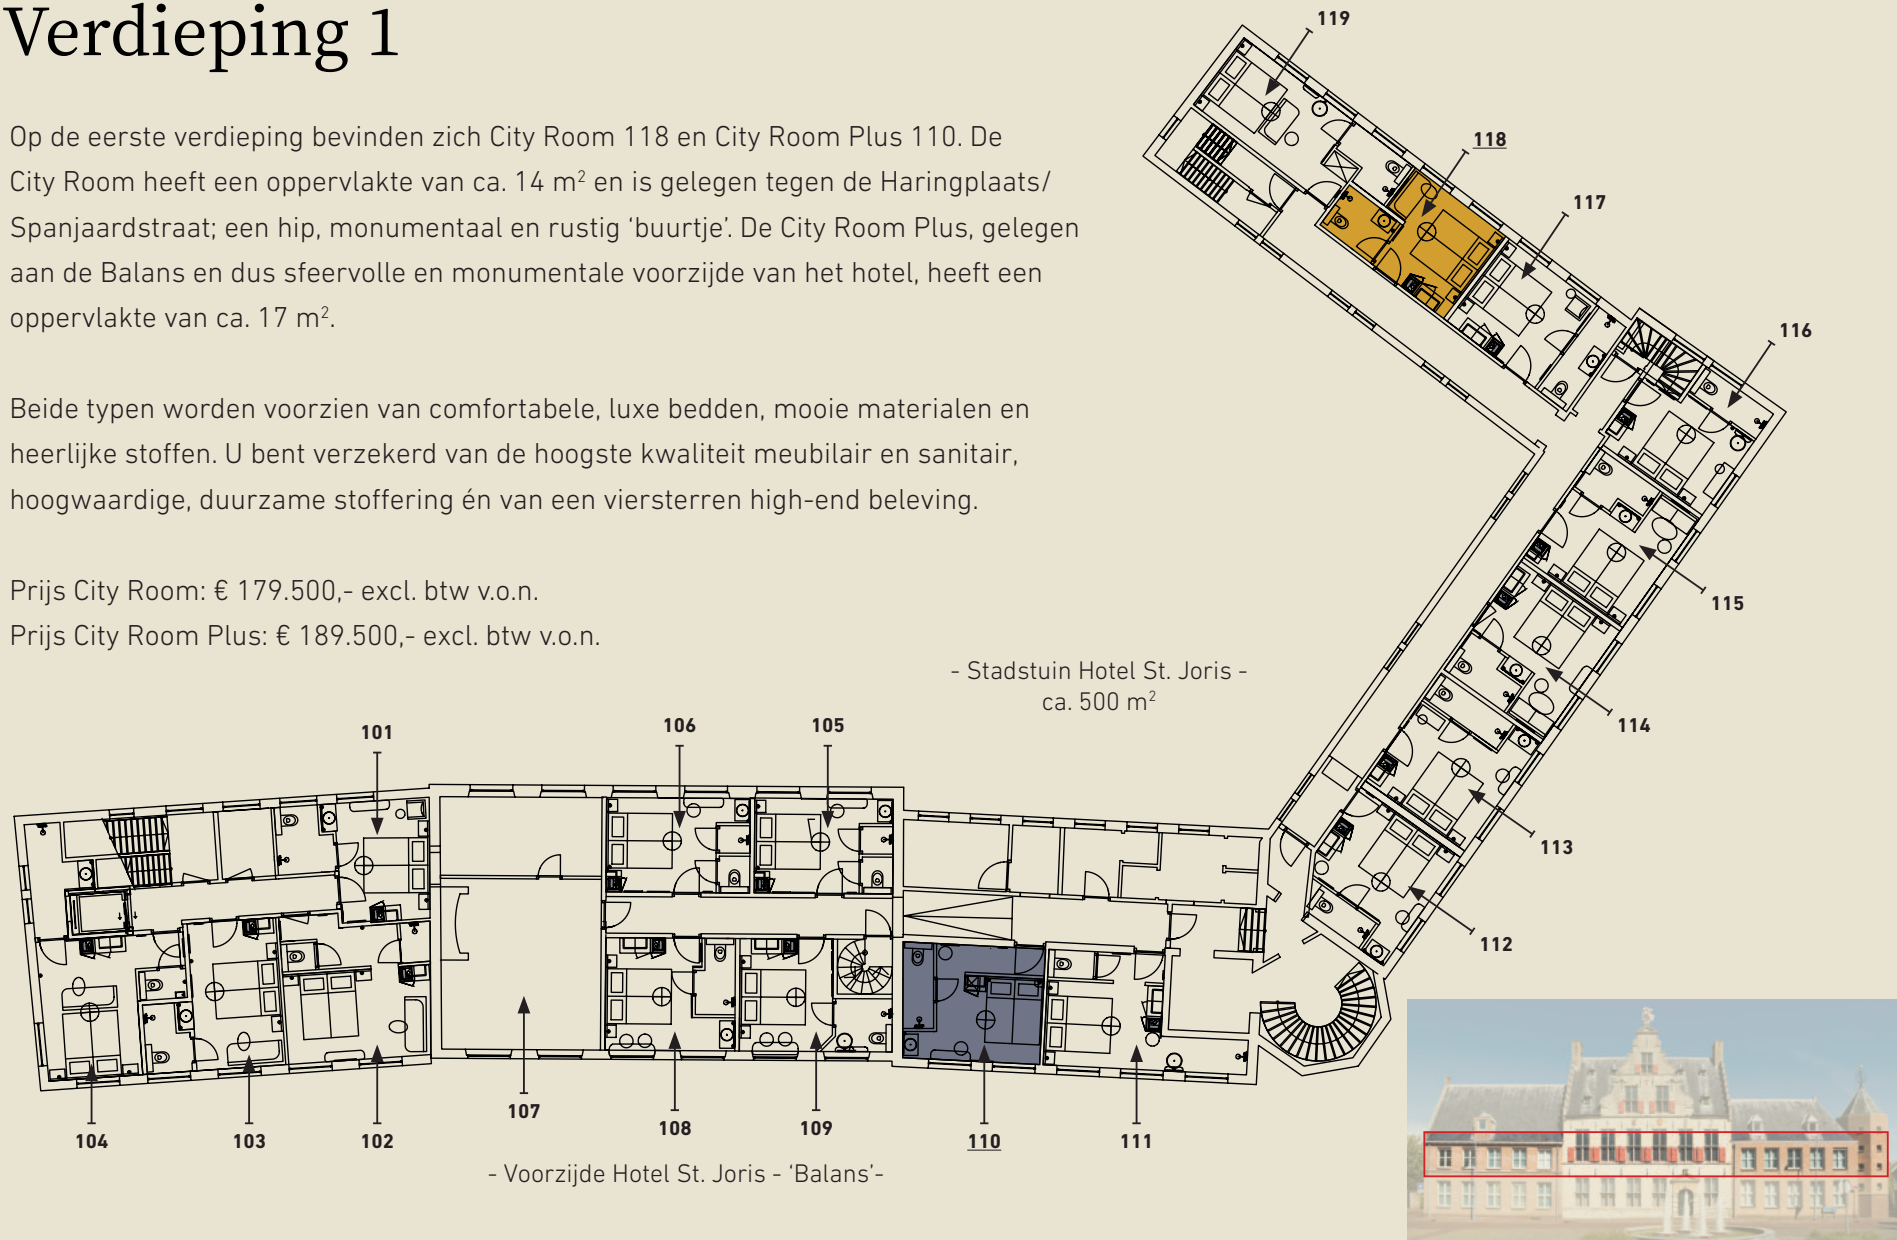 Verdieping 1
Op de eerste verdieping bevinden zich City Room 118 en City Room Plus 110. De
City Room heeft een oppervlakte van ca. 14 m² en is gelegen tegen de Haringplaats/
Spanjaardstraat; een hip, monumentaal en rustig ‘buurtje’. De City Room Plus, gelegen
aan de Balans en dus sfeervolle en monumentale voorzijde van het hotel, heeft een
oppervlakte van ca. 17 m².
Beide typen worden voorzien van comfortabele, luxe bedden, mooie materialen en
heerlijke stoffen. U bent verzekerd van de hoogste kwaliteit meubilair en sanitair,
hoogwaardige, duurzame stoffering én van een viersterren high-end beleving.
Prijs City Room: € 179.500,- excl. btw v.o.n.
Prijs City Room Plus: € 189.500,- excl. btw v.o.n.
119
118
117
116
115
114
113
112
- Stadstuin Hotel St. Joris -
ca. 500 m²
101
106
105
104
103
102
107
108
109
110
111
- Voorzijde Hotel St. Joris - ‘Balans’-